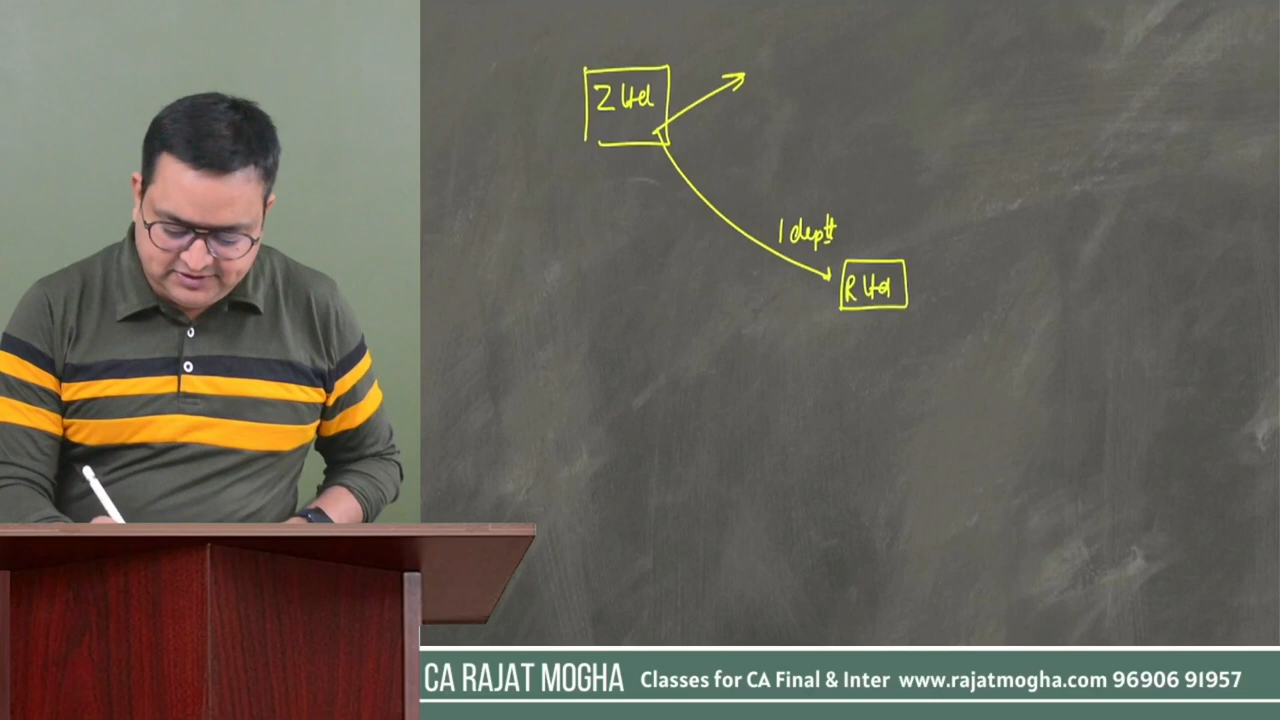 Z Ltd
1 deptt
R Ltd
CA RAJAT MOGHA Classes for CA Final & Inter www.rajatmogha.com 96906 91957